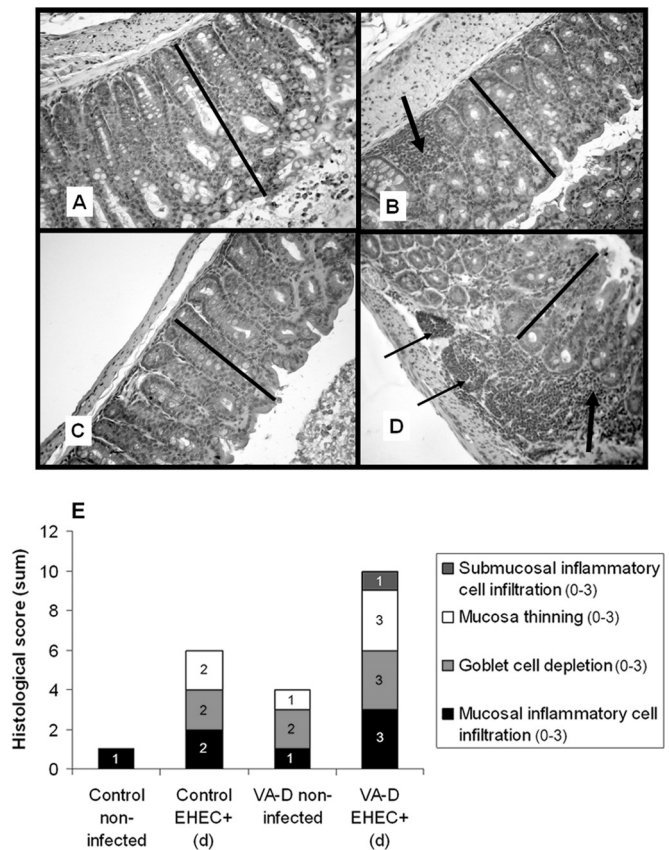 A
B
C
D
E
Histological score (sum)
12
10
8
6
4
2
0
1
2
2
2
1
2
1
3
3
3
1
Control non-infected
Control EHEC+ (d)
VA-D non-infected
VA-D EHEC+ (d)
Submucosal inflammatory
cell infiltration (0-3)
Mucosa thinning (0-3)
Goblet cell depletion (0-3)
Mucosal inflammatory cell
infiltration (0-3)